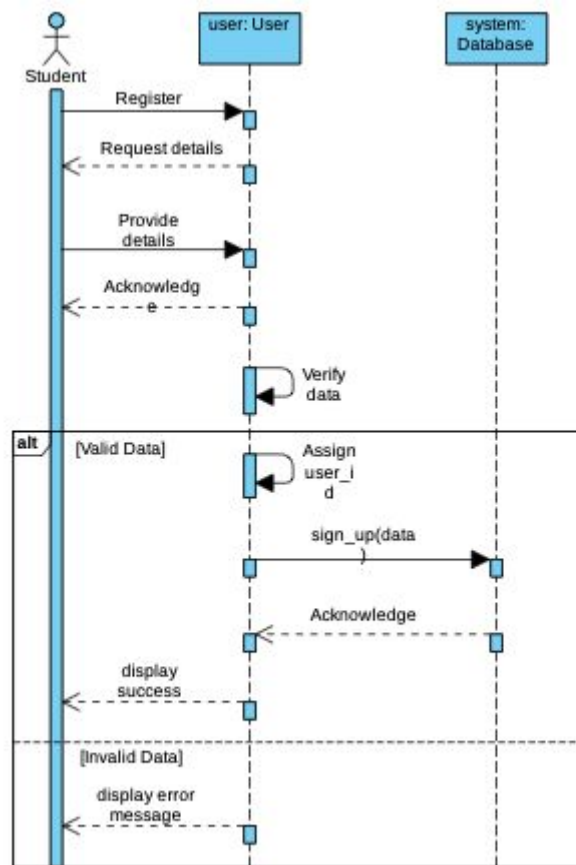 user: User
system:
Database
Student
Register
Request details
Provide
details
Acknowledg
e
Verify
data
alt
[Valid Data]
Assign
user_i
d
sign_up(data
)
Acknowledge
display
success
[Invalid Data]
display error
message